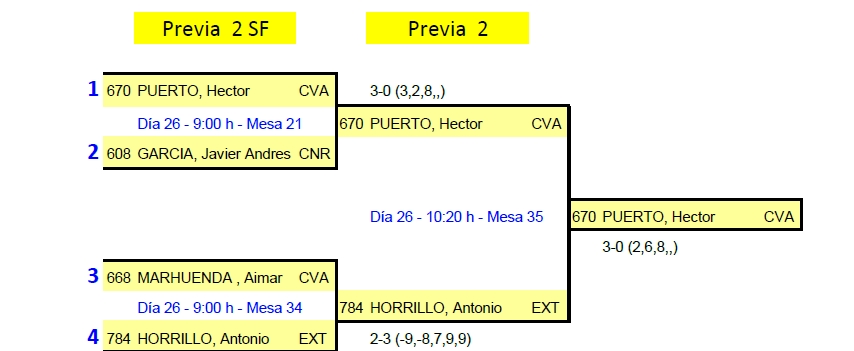 Previa 2 SF Previa 2
1 670 PUERTO, Hector CVA 3-0 (3,2,8,,)
Día 26 - 9:00 h - Mesa 21 670 PUERTO, Hector CVA
2 608 GARCIA, Javier Andres CNR
Día 26 - 10:20 h - Mesa 35 670 PUERTO, Hector CVA
3-0 (2,6,8,,)
3 668 MARHUENDA , Aimar CVA
Día 26 - 9:00 h - Mesa 34 784 HORRILLO, Antonio EXT
4 784 HORRILLO, Antonio EXT 2-3 (-9,-8,7,9,9)